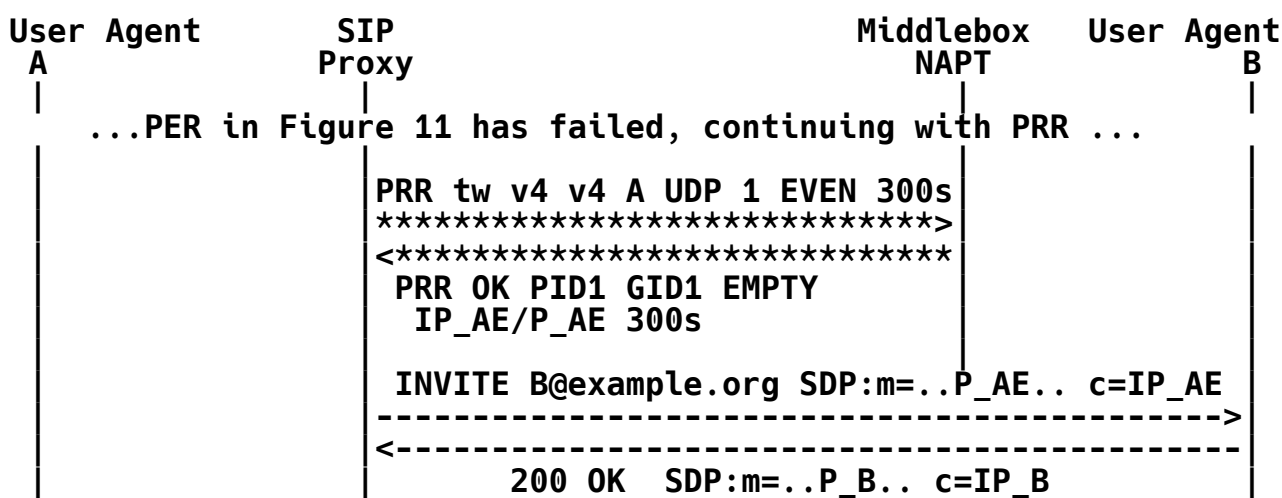 User Agent SIP Middlebox User Agent
A Proxy NAPT B
...PER in Figure 11 has failed, continuing with PRR ...
PRR tw v4 v4 A UDP 1 EVEN 300s
******************************>
<******************************
PRR OK PID1 GID1 EMPTY
IP_AE/P_AE 300s
INVITE B@example.org SDP:m=..P_AE.. c=IP_AE
-------------------------------------------->
<--------------------------------------------
200 OK SDP:m=..P_B.. c=IP_B